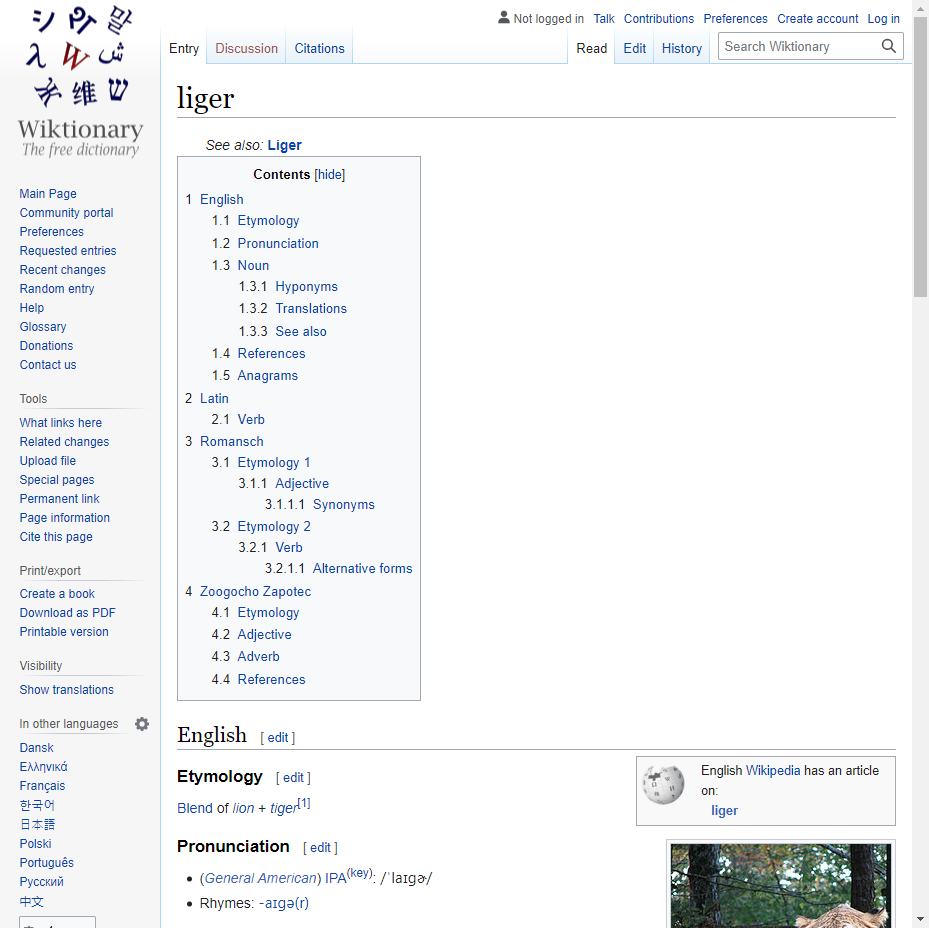 Not logged in Talk Contributions Preferences Create account Log in
Entry Discussion Citations Read Edit History Search Wiktionary
シ 말
入 W ش
维 ש
Wiktionary
The free dictionary
Main Page
Community portal
Preferences
Requested entries
Recent changes
Random entry
Help
Glossary
Donations
Contact us
Tools
What links here
Related changes
Upload file
Special pages
Permanent link
Page information
Cite this page
Print/export
Create a book
Download as PDF
Printable version
Visibility
Show translations
In other languages
Dansk
Ελληνικά
Français
한국어
日本語
Polski
Português
Русский
中文
liger
See also: Liger
Contents [hide]
1 English
1.1 Etymology
1.2 Pronunciation
1.3 Noun
1.3.1 Hyponyms
1.3.2 Translations
1.3.3 See also
1.4 References
1.5 Anagrams
2 Latin
2.1 Verb
3 Romansch
3.1 Etymology 1
3.1.1 Adjective
3.1.1.1 Synonyms
3.2 Etymology 2
3.2.1 Verb
3.2.1.1 Alternative forms
4 Zoogocho Zapotec
4.1 Etymology
4.2 Adjective
4.3 Adverb
4.4 References
English [ edit ]
Etymology [ edit ]
Blend of lion + tiger[1]
English Wikipedia has an article
on:
liger
Pronunciation [ edit ]
• (General American) IPA(key): /ˈlaɪɡɚ/
• Rhymes: -aɪɡə(r)